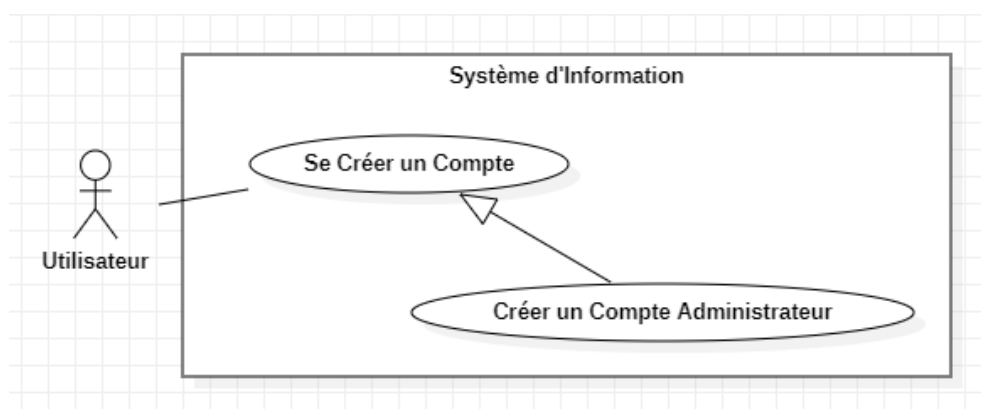 Système d'Information
Se Créer un Compte
Utilisateur
Créer un Compte Administrateur